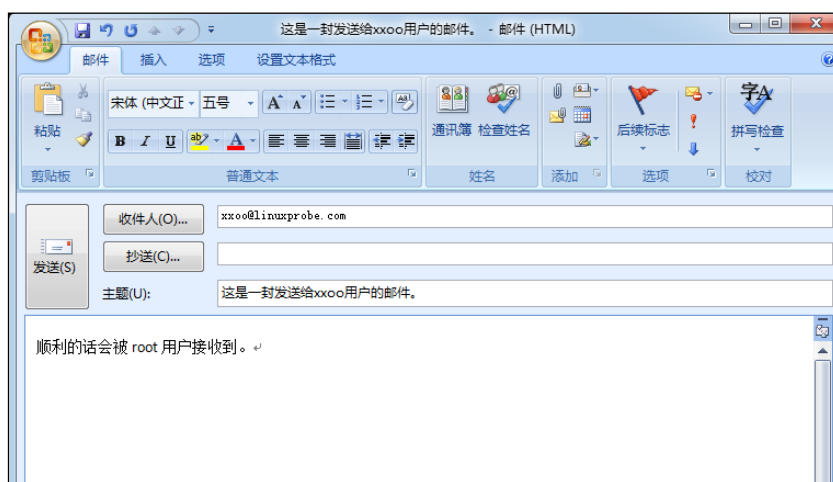 这是一封发送给xxoo用户的邮件。 - 邮件 (HTML)
邮件 插入 选项 设置文本格式
宋体 (中文正 五号
粘贴 B I U ab A 通讯簿 检查姓名 后续标志 字A 拼写检查
剪贴板 普通文本 姓名 添加 选项 校对
收件人(O)... xxoo@linuxprobe.com
发送(S) 抄送(C)...
主题(U): 这是一封发送给xxoo用户的邮件。
顺利的话会被 root 用户接收到。